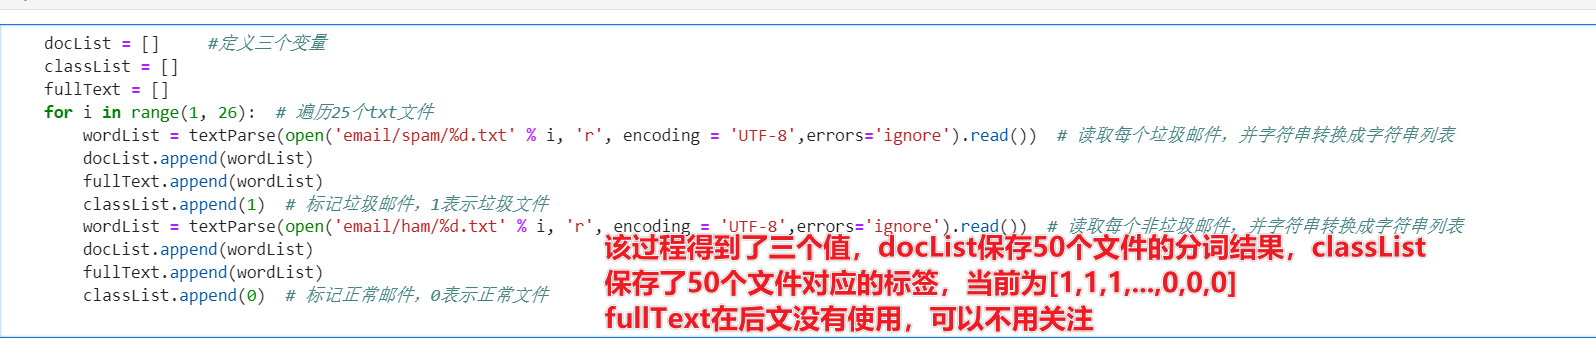 docList = []     #定义三个变量
classList = []
fullText = []
for i in range(1, 26):  # 遍历25个txt文件
    wordList = textParse(open('email/spam/%d.txt' % i, 'r', encoding = 'UTF-8',errors='ignore').read())  # 读取每个垃圾邮件，并字符串转换成字符串列表
    docList.append(wordList)
    fullText.append(wordList)
    classList.append(1)  # 标记垃圾邮件，1表示垃圾文件
    wordList = textParse(open('email/ham/%d.txt' % i, 'r', encoding = 'UTF-8',errors='ignore').read())  # 读取每个非垃圾邮件，并字符串转换成字符串列表
    docList.append(wordList)
    fullText.append(wordList)
    classList.append(0)  # 标记正常邮件，0表示正常文件
该过程得到了三个值，docList保存50个文件的分词结果，classList
保存了50个文件对应的标签，当前为[1,1,1,...,0,0,0]
fullText在后文没有使用，可以不用关注